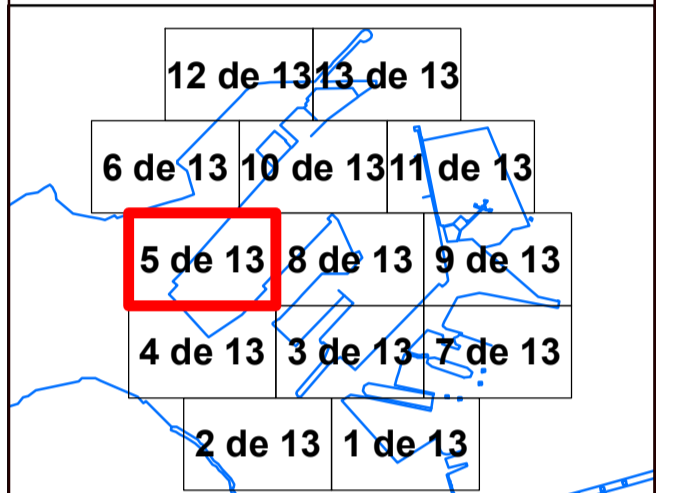 12 de 13 13 de 13
6 de 13 10 de 13 11 de 13
5 de 13 8 de 13 9 de 13
4 de 13 3 de 13 7 de 13
2 de 13 1 de 13